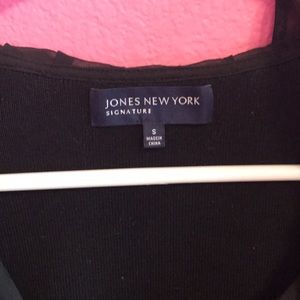 JONES NEW YORK
SIGNATURE
S
MADE IN
CHINA